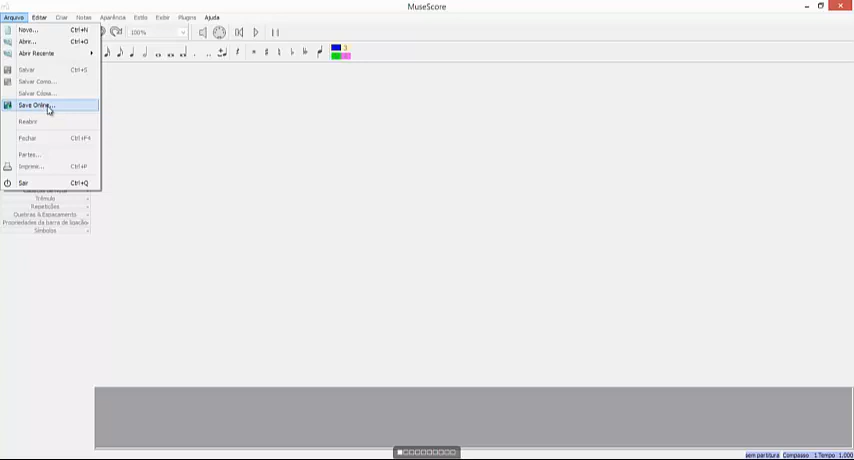 MuseScore
Arquivo Editar Criar Notas Aparência Estilo Exibir Plugins Ajuda
100%
3
Novo... Ctrl+N
Abrir... Ctrl+O
Abrir Recente
Salvar Ctrl+S
Salvar Como...
Salvar Cópia...
Save Online...
Reabrir
Fechar Ctrl+F4
Partes...
Imprimir... Ctrl+P
Sair Ctrl+Q
Trêmulo
Repetições
Quebras & Espaçamento
Propriedades da barra de ligação
Símbolos
sem partitura Compasso 1 Tempo 1.000